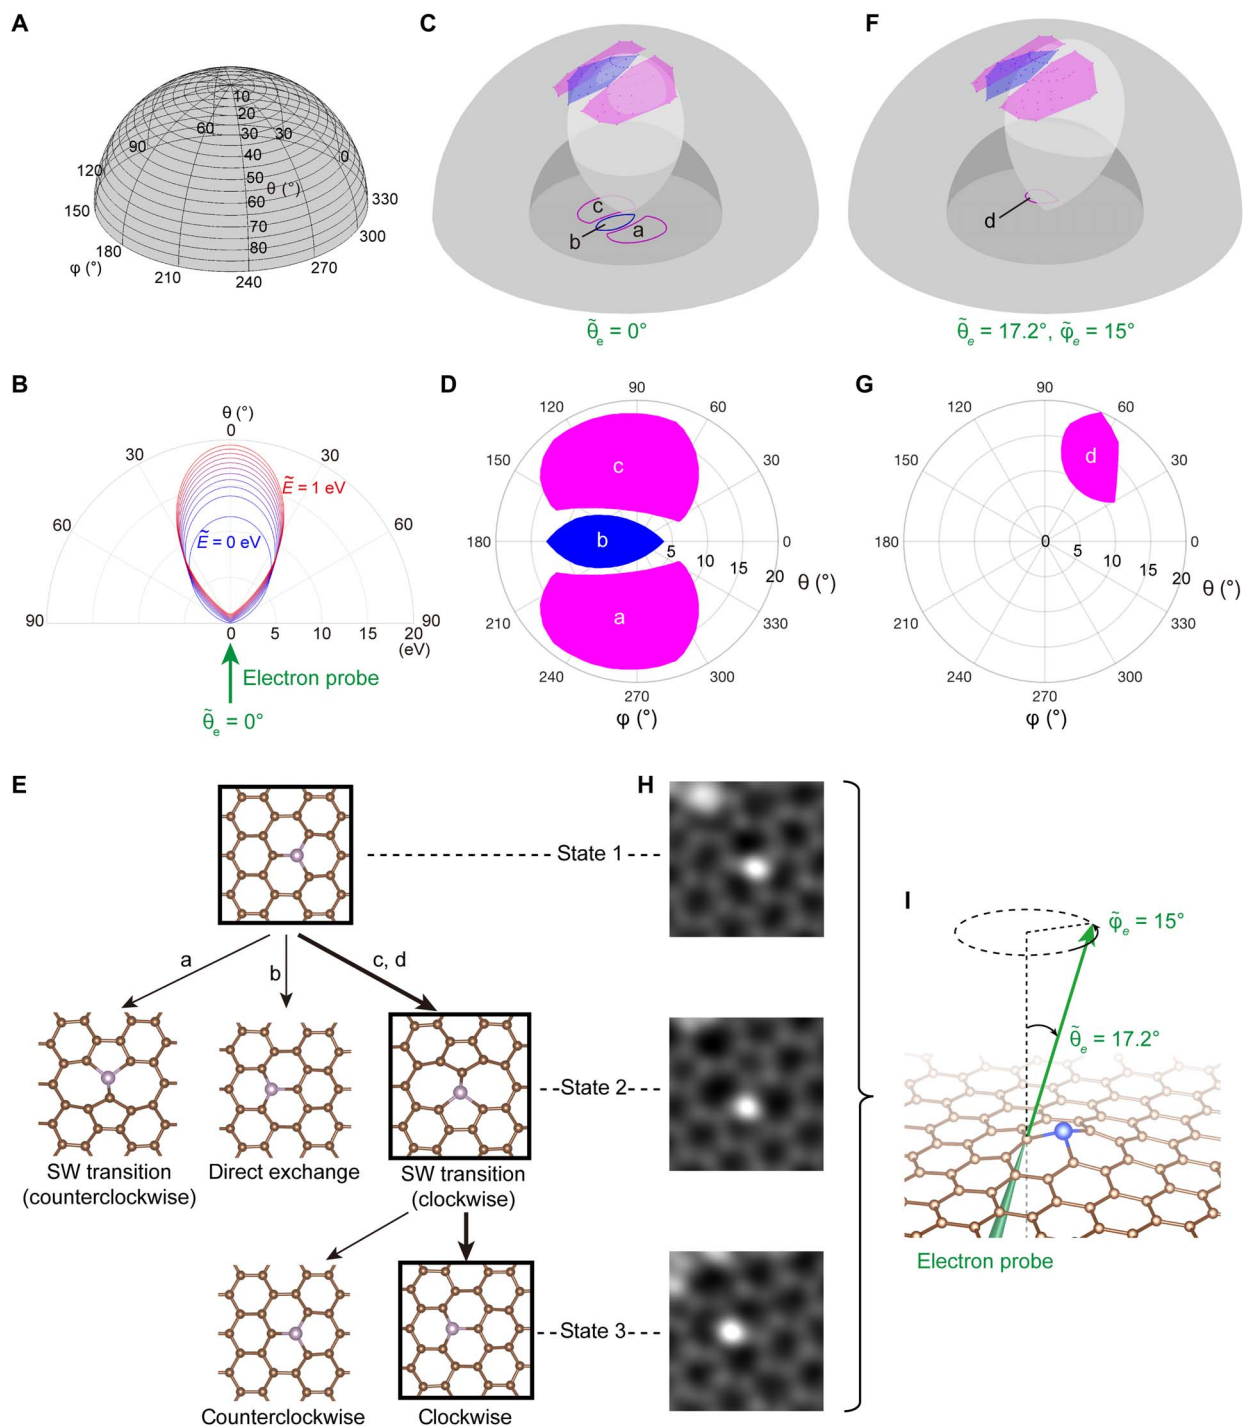 A
10
20
60
30
30
90
40
0
120
50
θ (°)
60
330
150
70
300
80
180
270
φ (°)
210
240
B
θ (°)
0
30
30
Ẽ = 1 eV
60
60
Ẽ = 0 eV
90
90
0
5
10
15
20
(eV)
Electron probe
θ̃e = 0°
C
c
b
a
θ̃e = 0°
D
90
120
60
150
30
c
180
b
0
5
10
15
20
θ (°)
a
210
330
240
300
270
φ (°)
F
d
θ̃e = 17.2°, φ̃e = 15°
G
90
120
60
150
d
30
180
0
0
5
10
15
20
θ (°)
210
330
240
300
270
φ (°)
E
State 1
a
b
c, d
State 2
SW transition
(counterclockwise)
Direct exchange
SW transition
(clockwise)
State 3
Counterclockwise
Clockwise
H
I
φ̃e = 15°
θ̃e = 17.2°
Electron probe